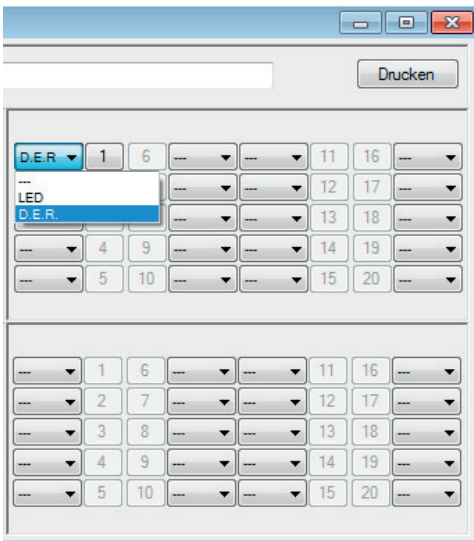 Drucken
D.E.R 1 6 --- --- 11 16 ---
---
LED
D.E.R.
--- --- 12 17 ---
--- --- 13 18 ---
--- 4 9 --- --- 14 19 ---
--- 5 10 --- --- 15 20 ---
--- 1 6 --- --- 11 16 ---
--- 2 7 --- --- 12 17 ---
--- 3 8 --- --- 13 18 ---
--- 4 9 --- --- 14 19 ---
--- 5 10 --- --- 15 20 ---